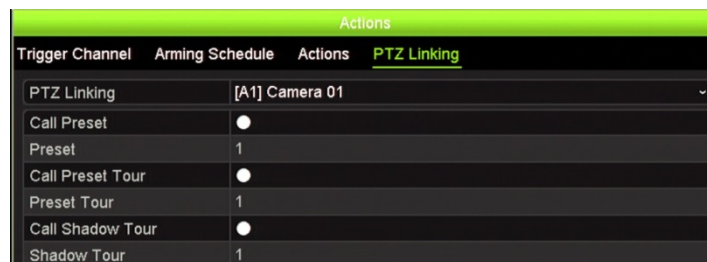 Actions
Trigger Channel Arming Schedule Actions PTZ Linking
PTZ Linking [A1] Camera 01
Call Preset
Preset 1
Call Preset Tour
Preset Tour 1
Call Shadow Tour
Shadow Tour 1